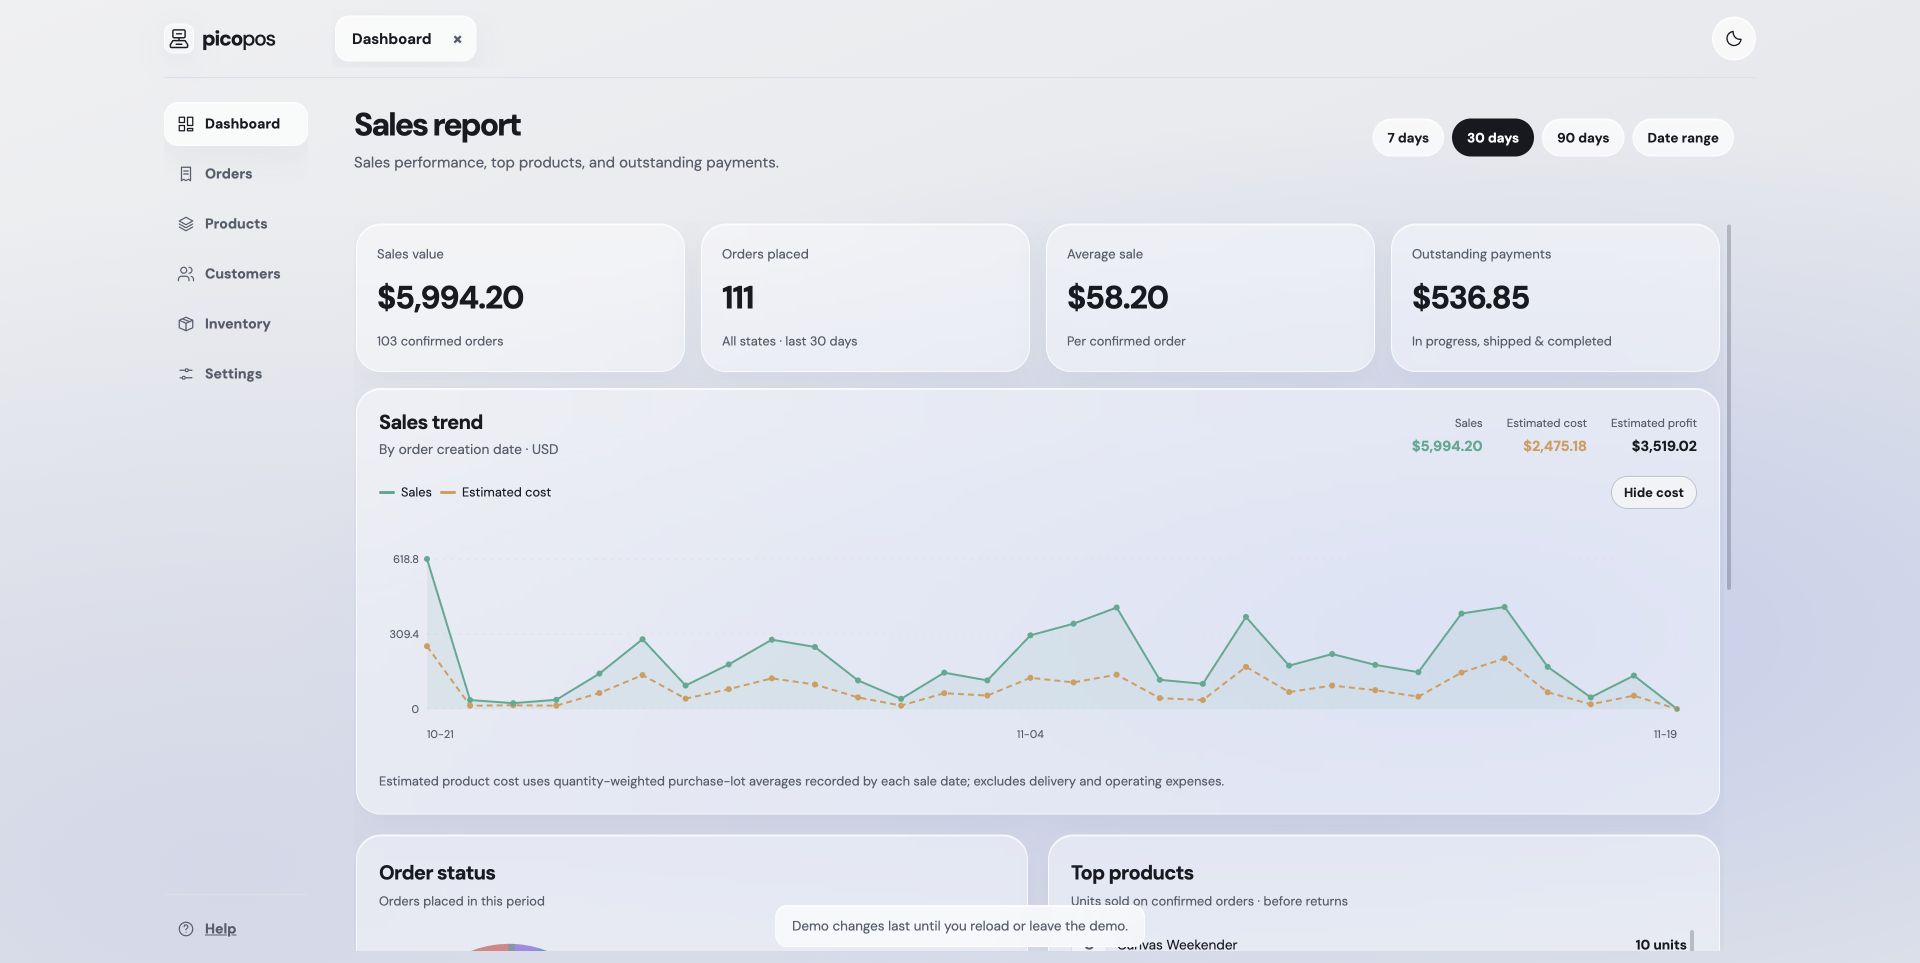 picopos
Dashboard ×
Dashboard
Orders
Products
Customers
Inventory
Settings
Help
Sales report
Sales performance, top products, and outstanding payments.
7 days 30 days 90 days Date range
Sales value
$5,994.20
103 confirmed orders
Orders placed
111
All states · last 30 days
Average sale
$58.20
Per confirmed order
Outstanding payments
$536.85
In progress, shipped & completed
Sales trend
By order creation date · USD
Sales Estimated cost Estimated profit
$5,994.20 $2,475.18 $3,519.02
Sales Estimated cost
Hide cost
618.8
309.4
0
10-21 11-04 11-19
Estimated product cost uses quantity-weighted purchase-lot averages recorded by each sale date; excludes delivery and operating expenses.
Order status
Orders placed in this period
Top products
Units sold on confirmed orders · before returns
Canvas Weekender 10 units
Demo changes last until you reload or leave the demo.